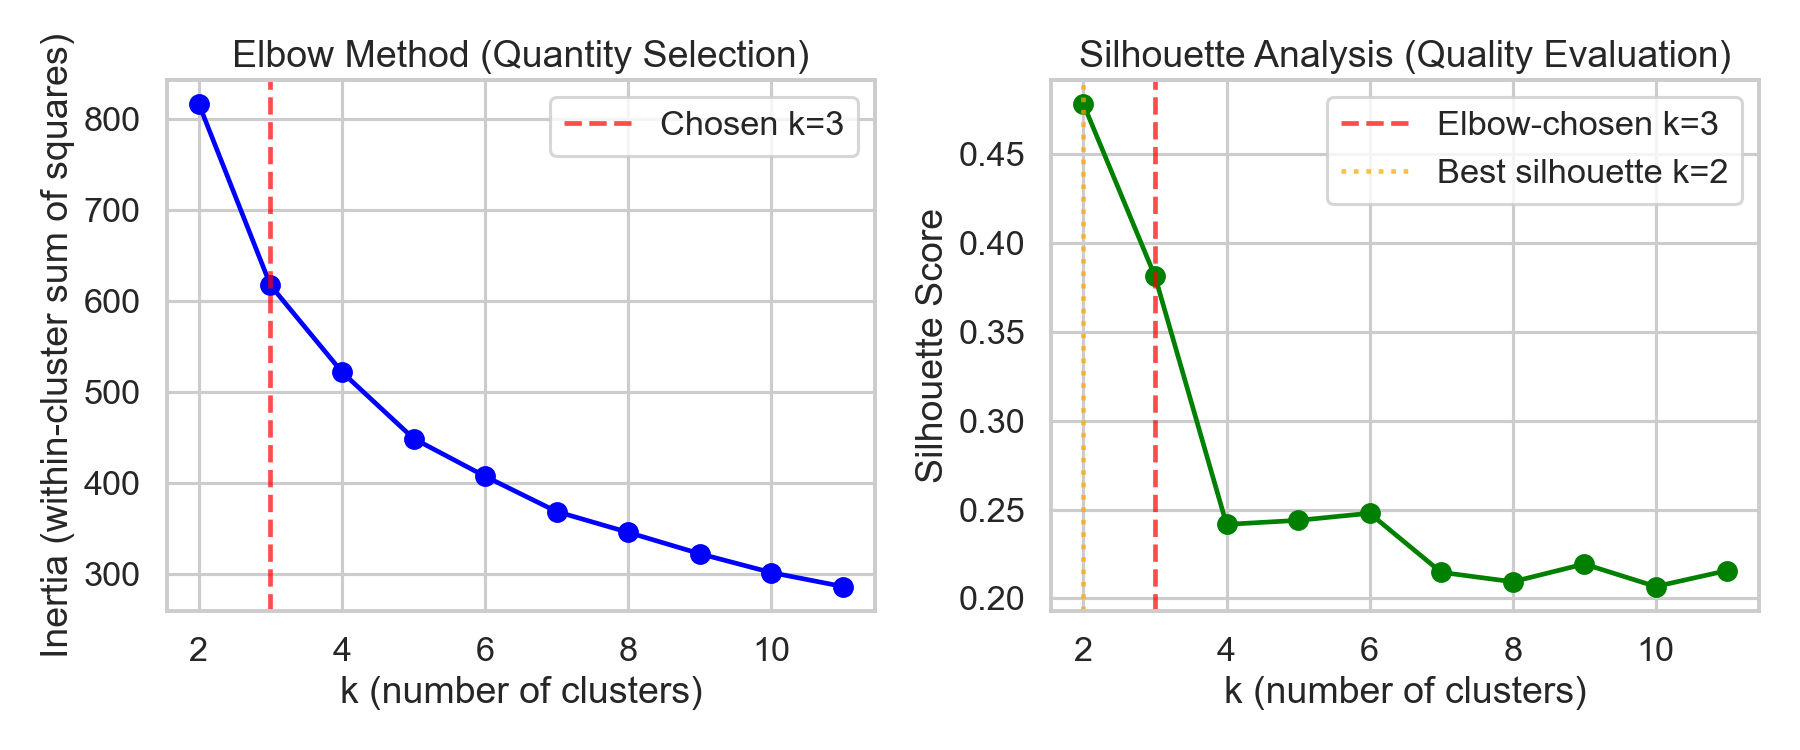 Elbow Method (Quantity Selection)
Inertia (within-cluster sum of squares)
800
700
600
500
400
300
2 4 6 8 10
k (number of clusters)
Chosen k=3
Silhouette Analysis (Quality Evaluation)
Silhouette Score
0.45
0.40
0.35
0.30
0.25
0.20
2 4 6 8 10
k (number of clusters)
Elbow-chosen k=3
Best silhouette k=2